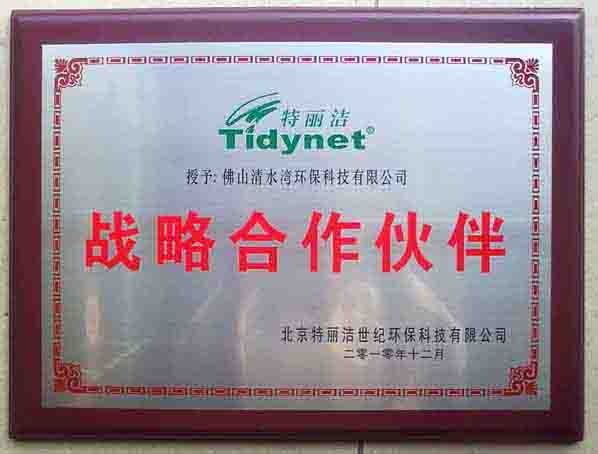 特丽洁
Tidynet®
授予: 佛山清水湾环保科技有限公司
战略合作伙伴
北京特丽洁世纪环保科技有限公司
二零一零年十二月